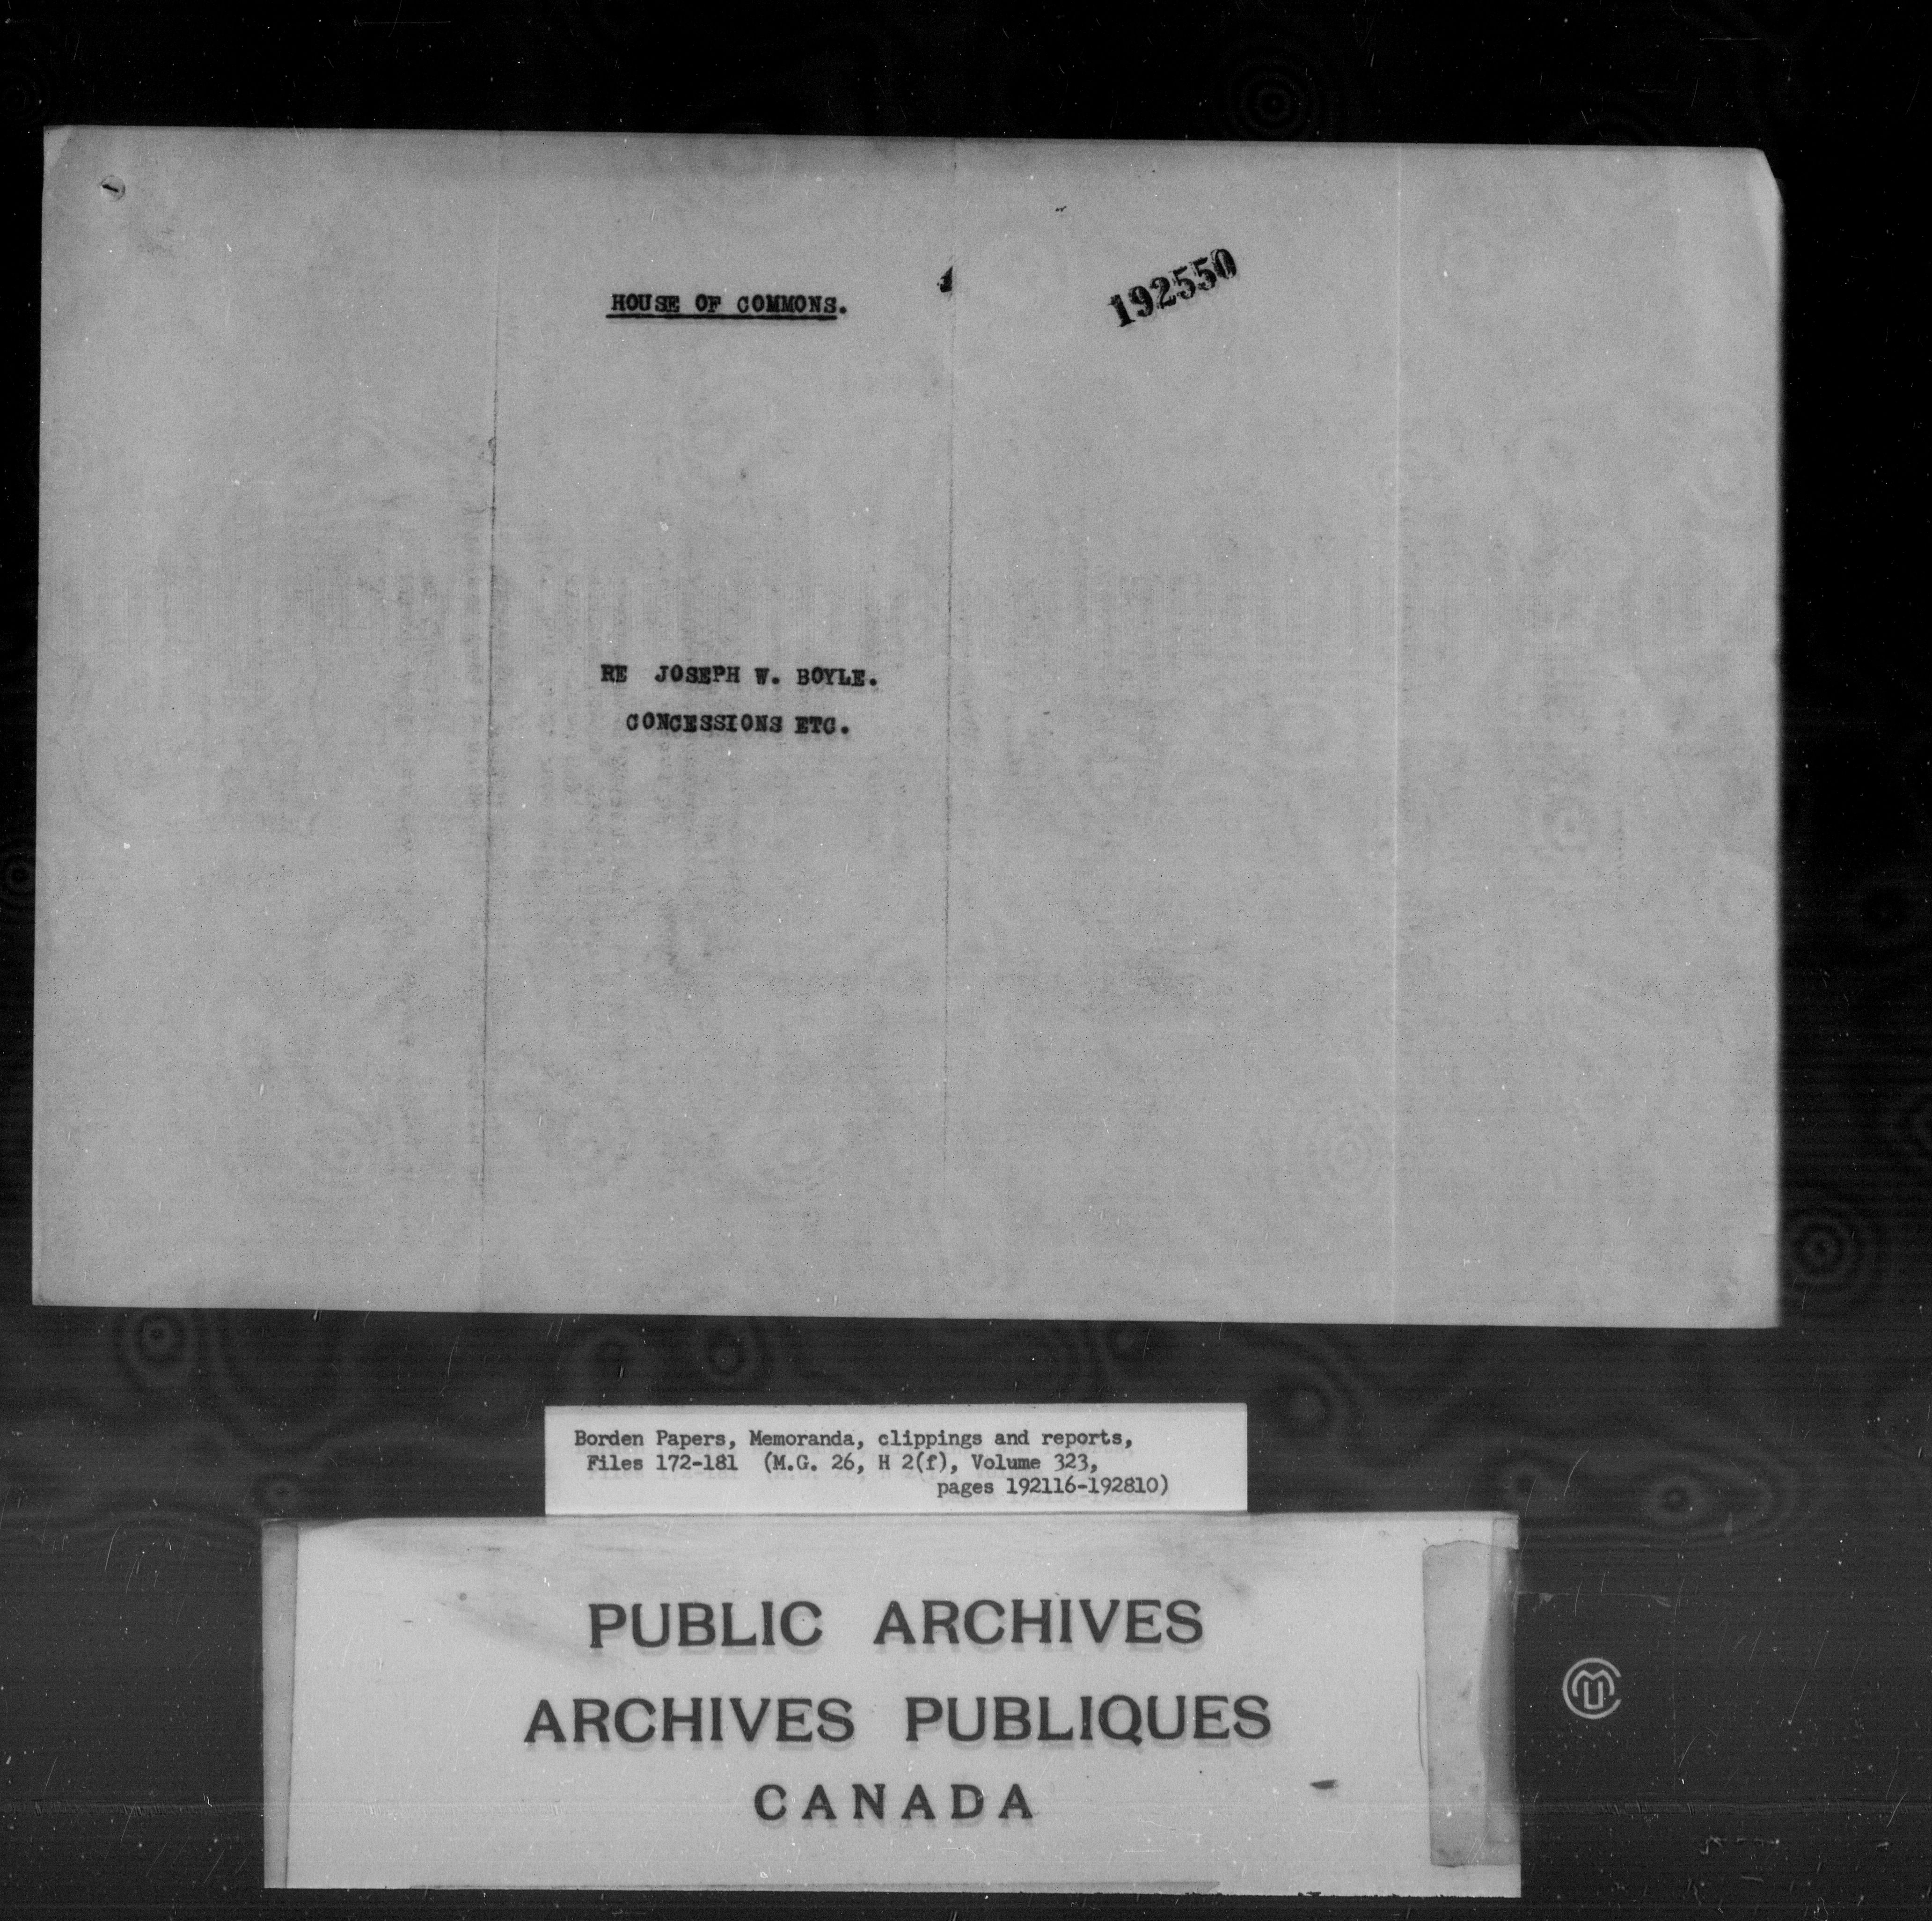 HOUSE OF COMMONS.
192550
RE JOSEPH W. BOYLE.
CONCESSIONS ETC.
Borden Papers, Memoranda, clippings and reports,
Files 172-181 (M.G. 26, H 2(f), Volume 323,
pages 192116-192810)
PUBLIC ARCHIVES
ARCHIVES PUBLIQUES
CANADA